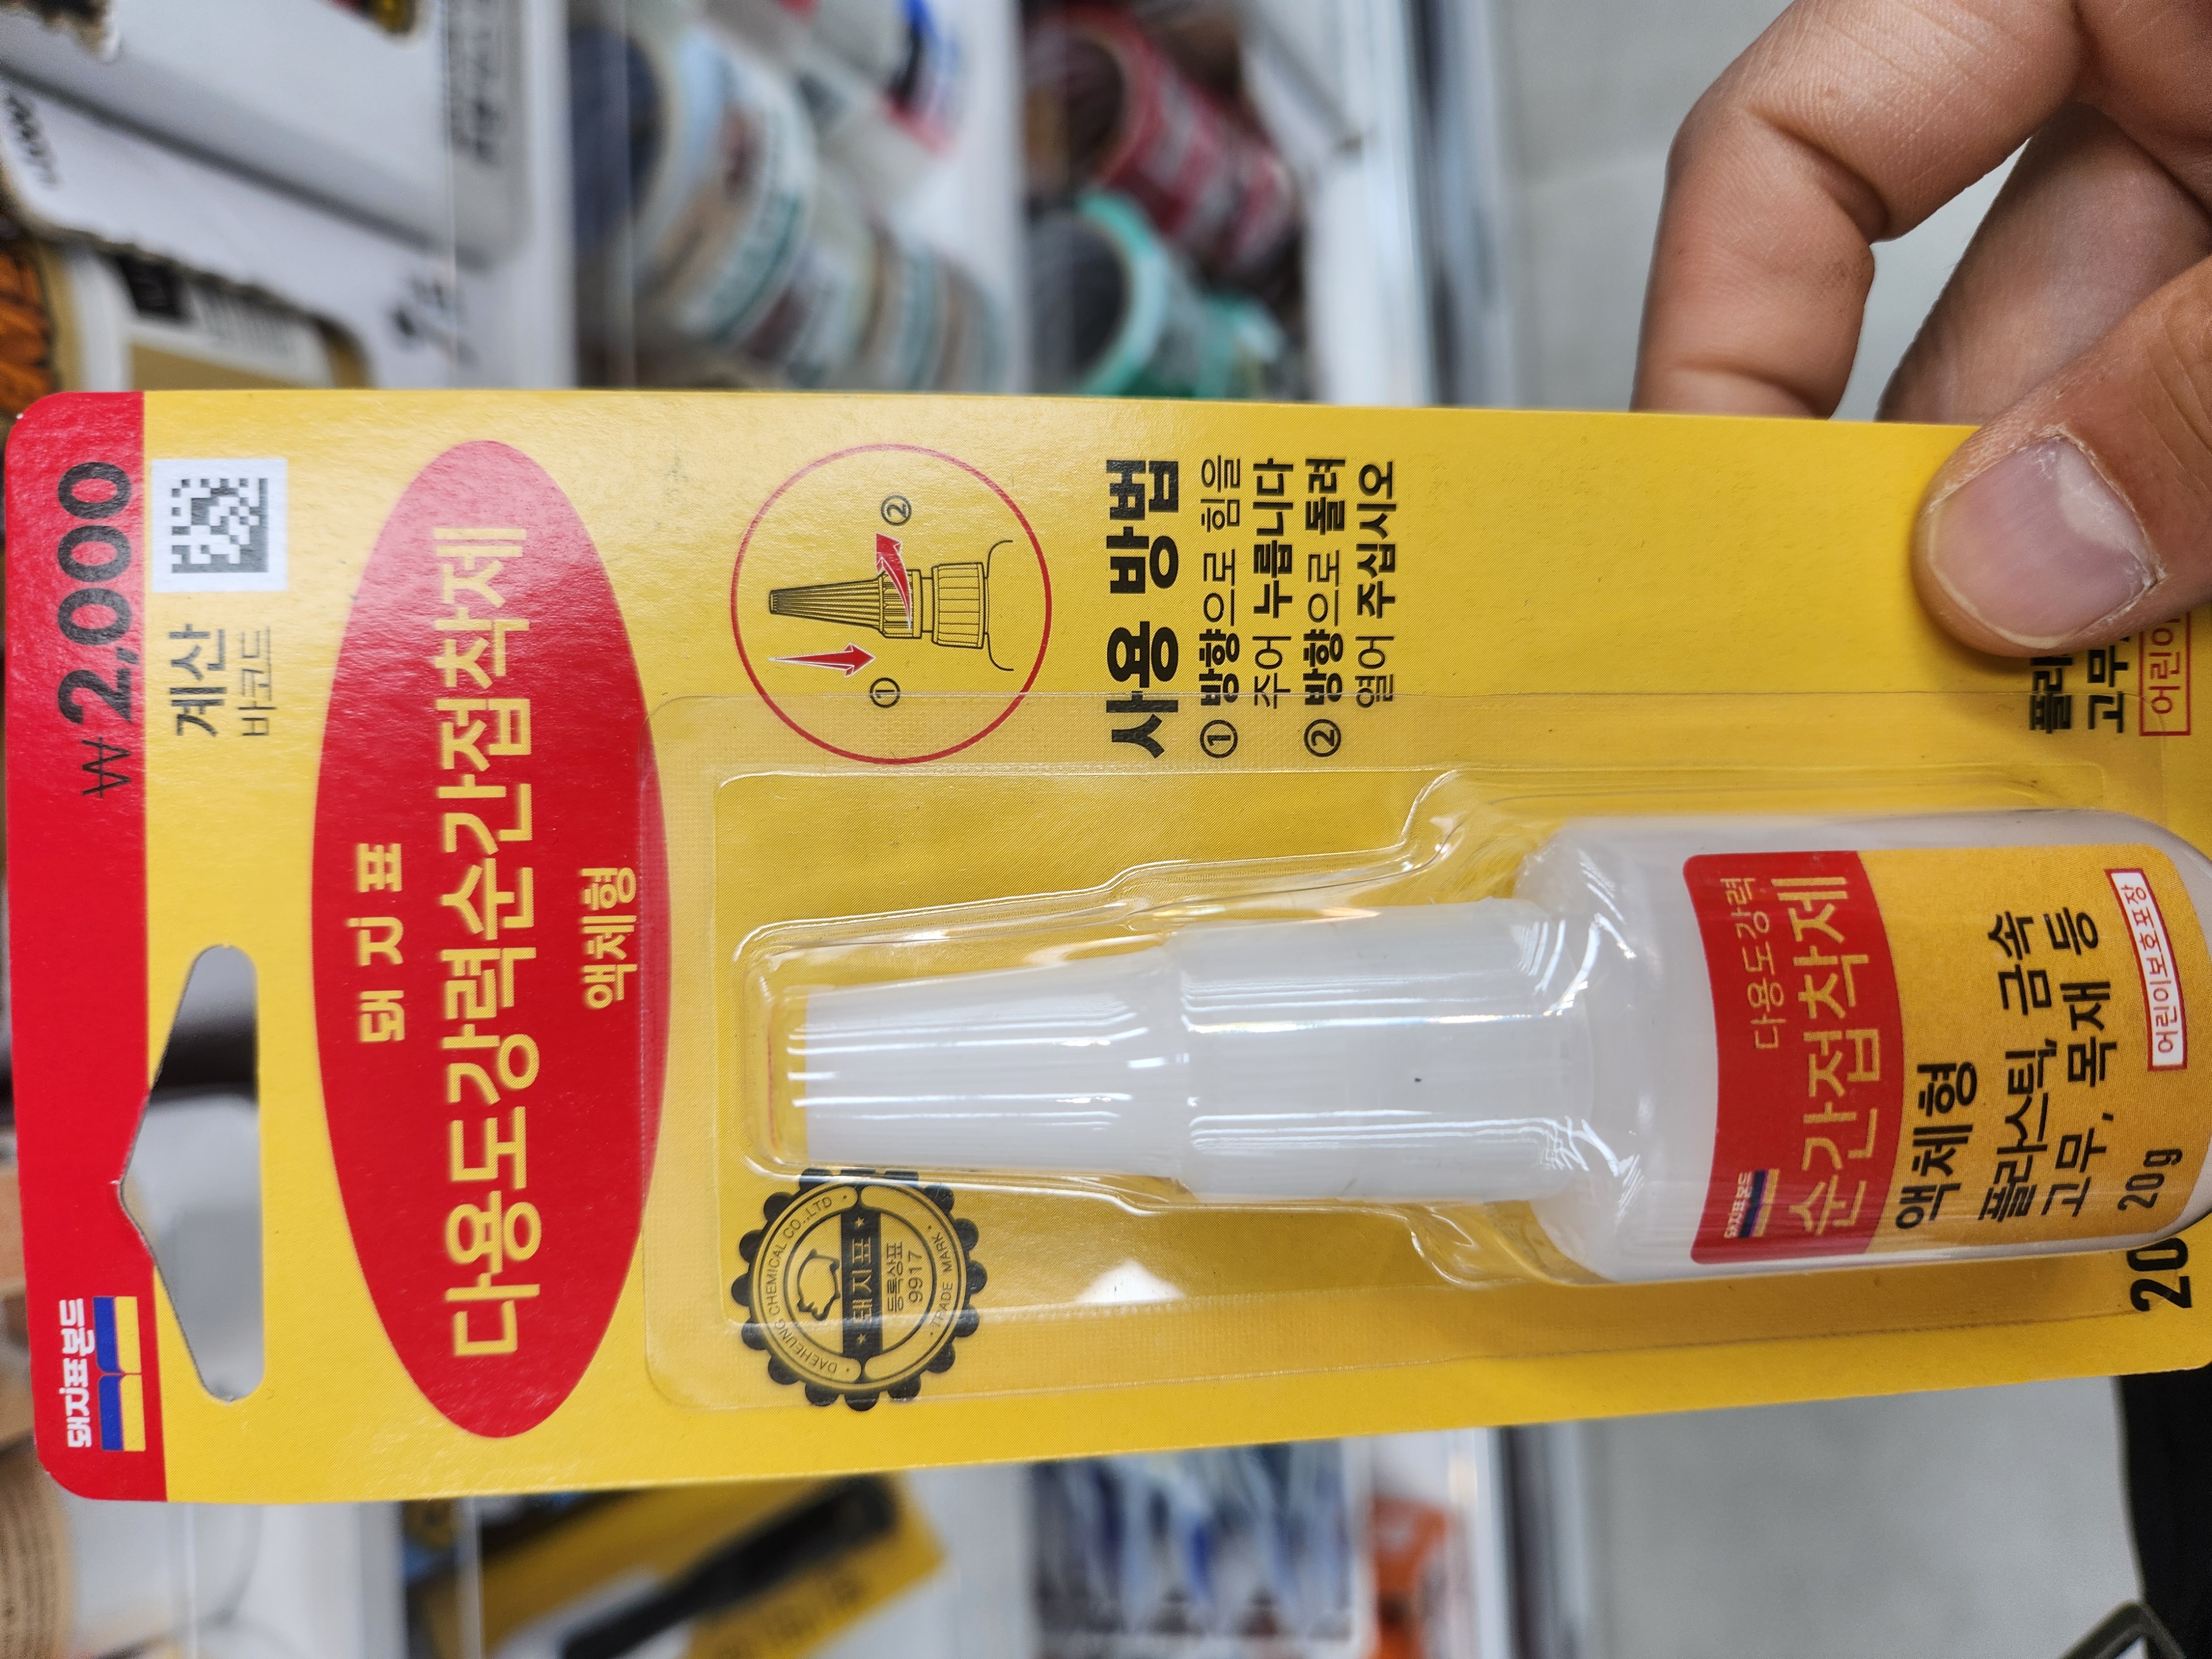 돼지표본드
₩2,000
계산
바코드
돼지표
다용도강력순간접착제
액체형
①
②
사용 방법
① 방향으로 힘을
주어 누릅니다
② 방향으로 돌려
열어 주십시오
DAEHEUNG CHEMICAL CO.,LTD
돼지표
등록상표
9917
TRADE MARK
돼지표본드
다용도강력
순간접착제
액체형
플라스틱, 금속
고무, 목재 등
20g
어린이보호포장
고무
어린이
20